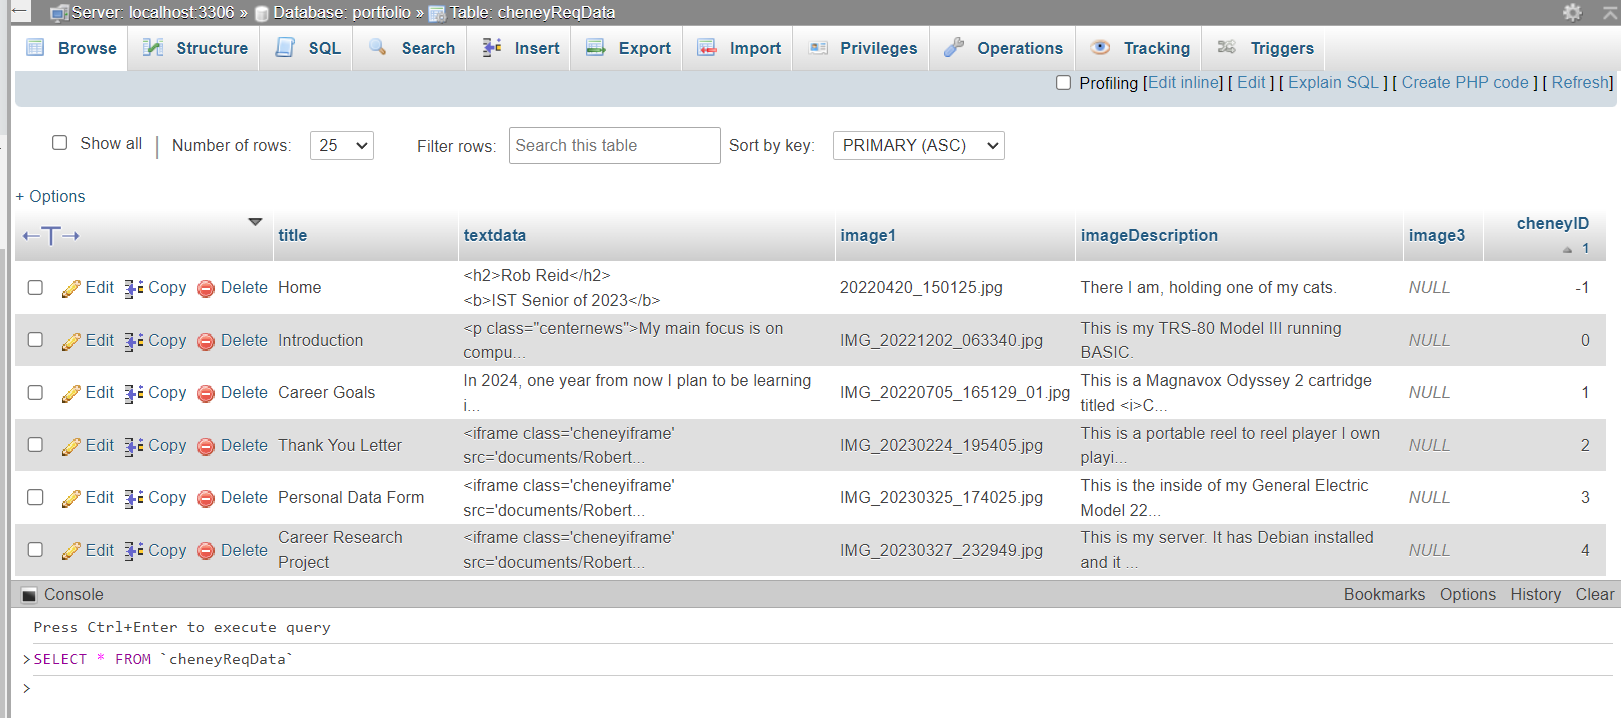 Server: localhost:3306 » Database: portfolio » Table: cheneyReqData
Browse Structure SQL Search Insert Export Import Privileges Operations Tracking Triggers
Profiling [Edit inline] [ Edit ] [ Explain SQL ] [ Create PHP code ] [ Refresh]
Show all | Number of rows: 25 Filter rows: Search this table Sort by key: PRIMARY (ASC)
+ Options
←T→ title textdata image1 imageDescription image3 cheneyID 1
Edit Copy Delete Home <h2>Rob Reid</h2> 20220420_150125.jpg There I am, holding one of my cats. NULL -1
<b>IST Senior of 2023</b>
Edit Copy Delete Introduction <p class="centernews">My main focus is on IMG_20221202_063340.jpg This is my TRS-80 Model III running NULL 0
compu... BASIC.
Edit Copy Delete Career Goals In 2024, one year from now I plan to be learning IMG_20220705_165129_01.jpg This is a Magnavox Odyssey 2 cartridge NULL 1
i... titled <i>C...
Edit Copy Delete Thank You Letter <iframe class='cheneyiframe' IMG_20230224_195405.jpg This is a portable reel to reel player I own NULL 2
src='documents/Robert... playi...
Edit Copy Delete Personal Data Form <iframe class='cheneyiframe' IMG_20230325_174025.jpg This is the inside of my General Electric NULL 3
src='documents/Robert... Model 22...
Edit Copy Delete Career Research <iframe class='cheneyiframe' IMG_20230327_232949.jpg This is my server. It has Debian installed NULL 4
Project src='documents/Robert... and it ...
Console Bookmarks Options History Clear
Press Ctrl+Enter to execute query
>SELECT * FROM `cheneyReqData`
>